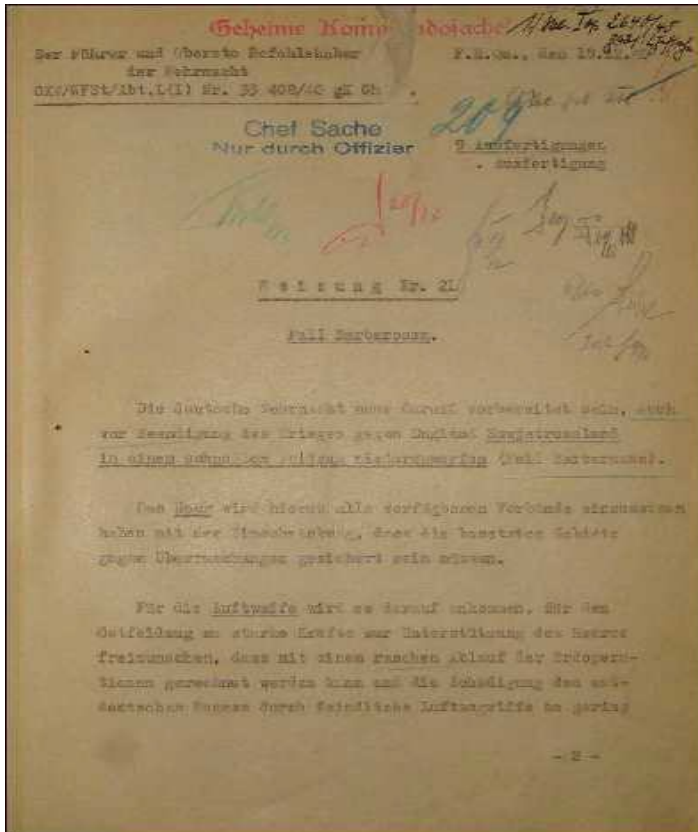 Geheime Kommandosache
Der Führer und Oberste Befehlshaber
der Wehrmacht
OKW/WFSt/Abt.L(I) Nr. 33 408/40 gK Ch
F.H.Qu., den 18.12.
Chef Sache
Nur durch Offizier
209
9 Ausfertigungen
. Ausfertigung
Weisung Nr. 21
Fall Barbarossa.
Die deutsche Wehrmacht muss darauf vorbereitet sein, auch
vor Beendigung des Krieges gegen England Sowjetrussland
in einem schnellen Feldzug niederzuwerfen (Fall Barbarossa).
Das Heer wird hierzu alle verfügbaren Verbände einzusetzen
haben mit der Einschränkung, dass die besetzten Gebiete
gegen Überraschungen gesichert sein müssen.
Für die Luftwaffe wird es darauf ankommen, für den
Ostfeldzug so starke Kräfte zur Unterstützung des Heeres
freizumachen, dass mit einem raschen Ablauf der Erdopera-
tionen gerechnet werden kann und die Schädigung des ost-
deutschen Raumes durch feindliche Luftangriffe so gering
- 2 -